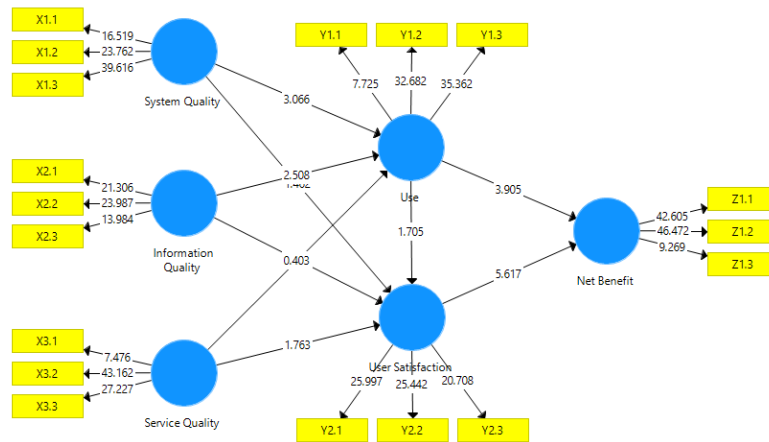 X1.1
X1.2
X1.3
16.519
23.762
39.616
System Quality
Y1.1
Y1.2
Y1.3
7.725
32.682
35.362
3.066
Use
X2.1
X2.2
X2.3
21.306
23.987
13.984
Information
Quality
2.508
0.403
1.705
3.905
5.617
Net Benefit
42.605
46.472
9.269
Z1.1
Z1.2
Z1.3
X3.1
X3.2
X3.3
7.476
43.162
27.227
Service Quality
1.763
User Satisfaction
25.997
25.442
20.708
Y2.1
Y2.2
Y2.3